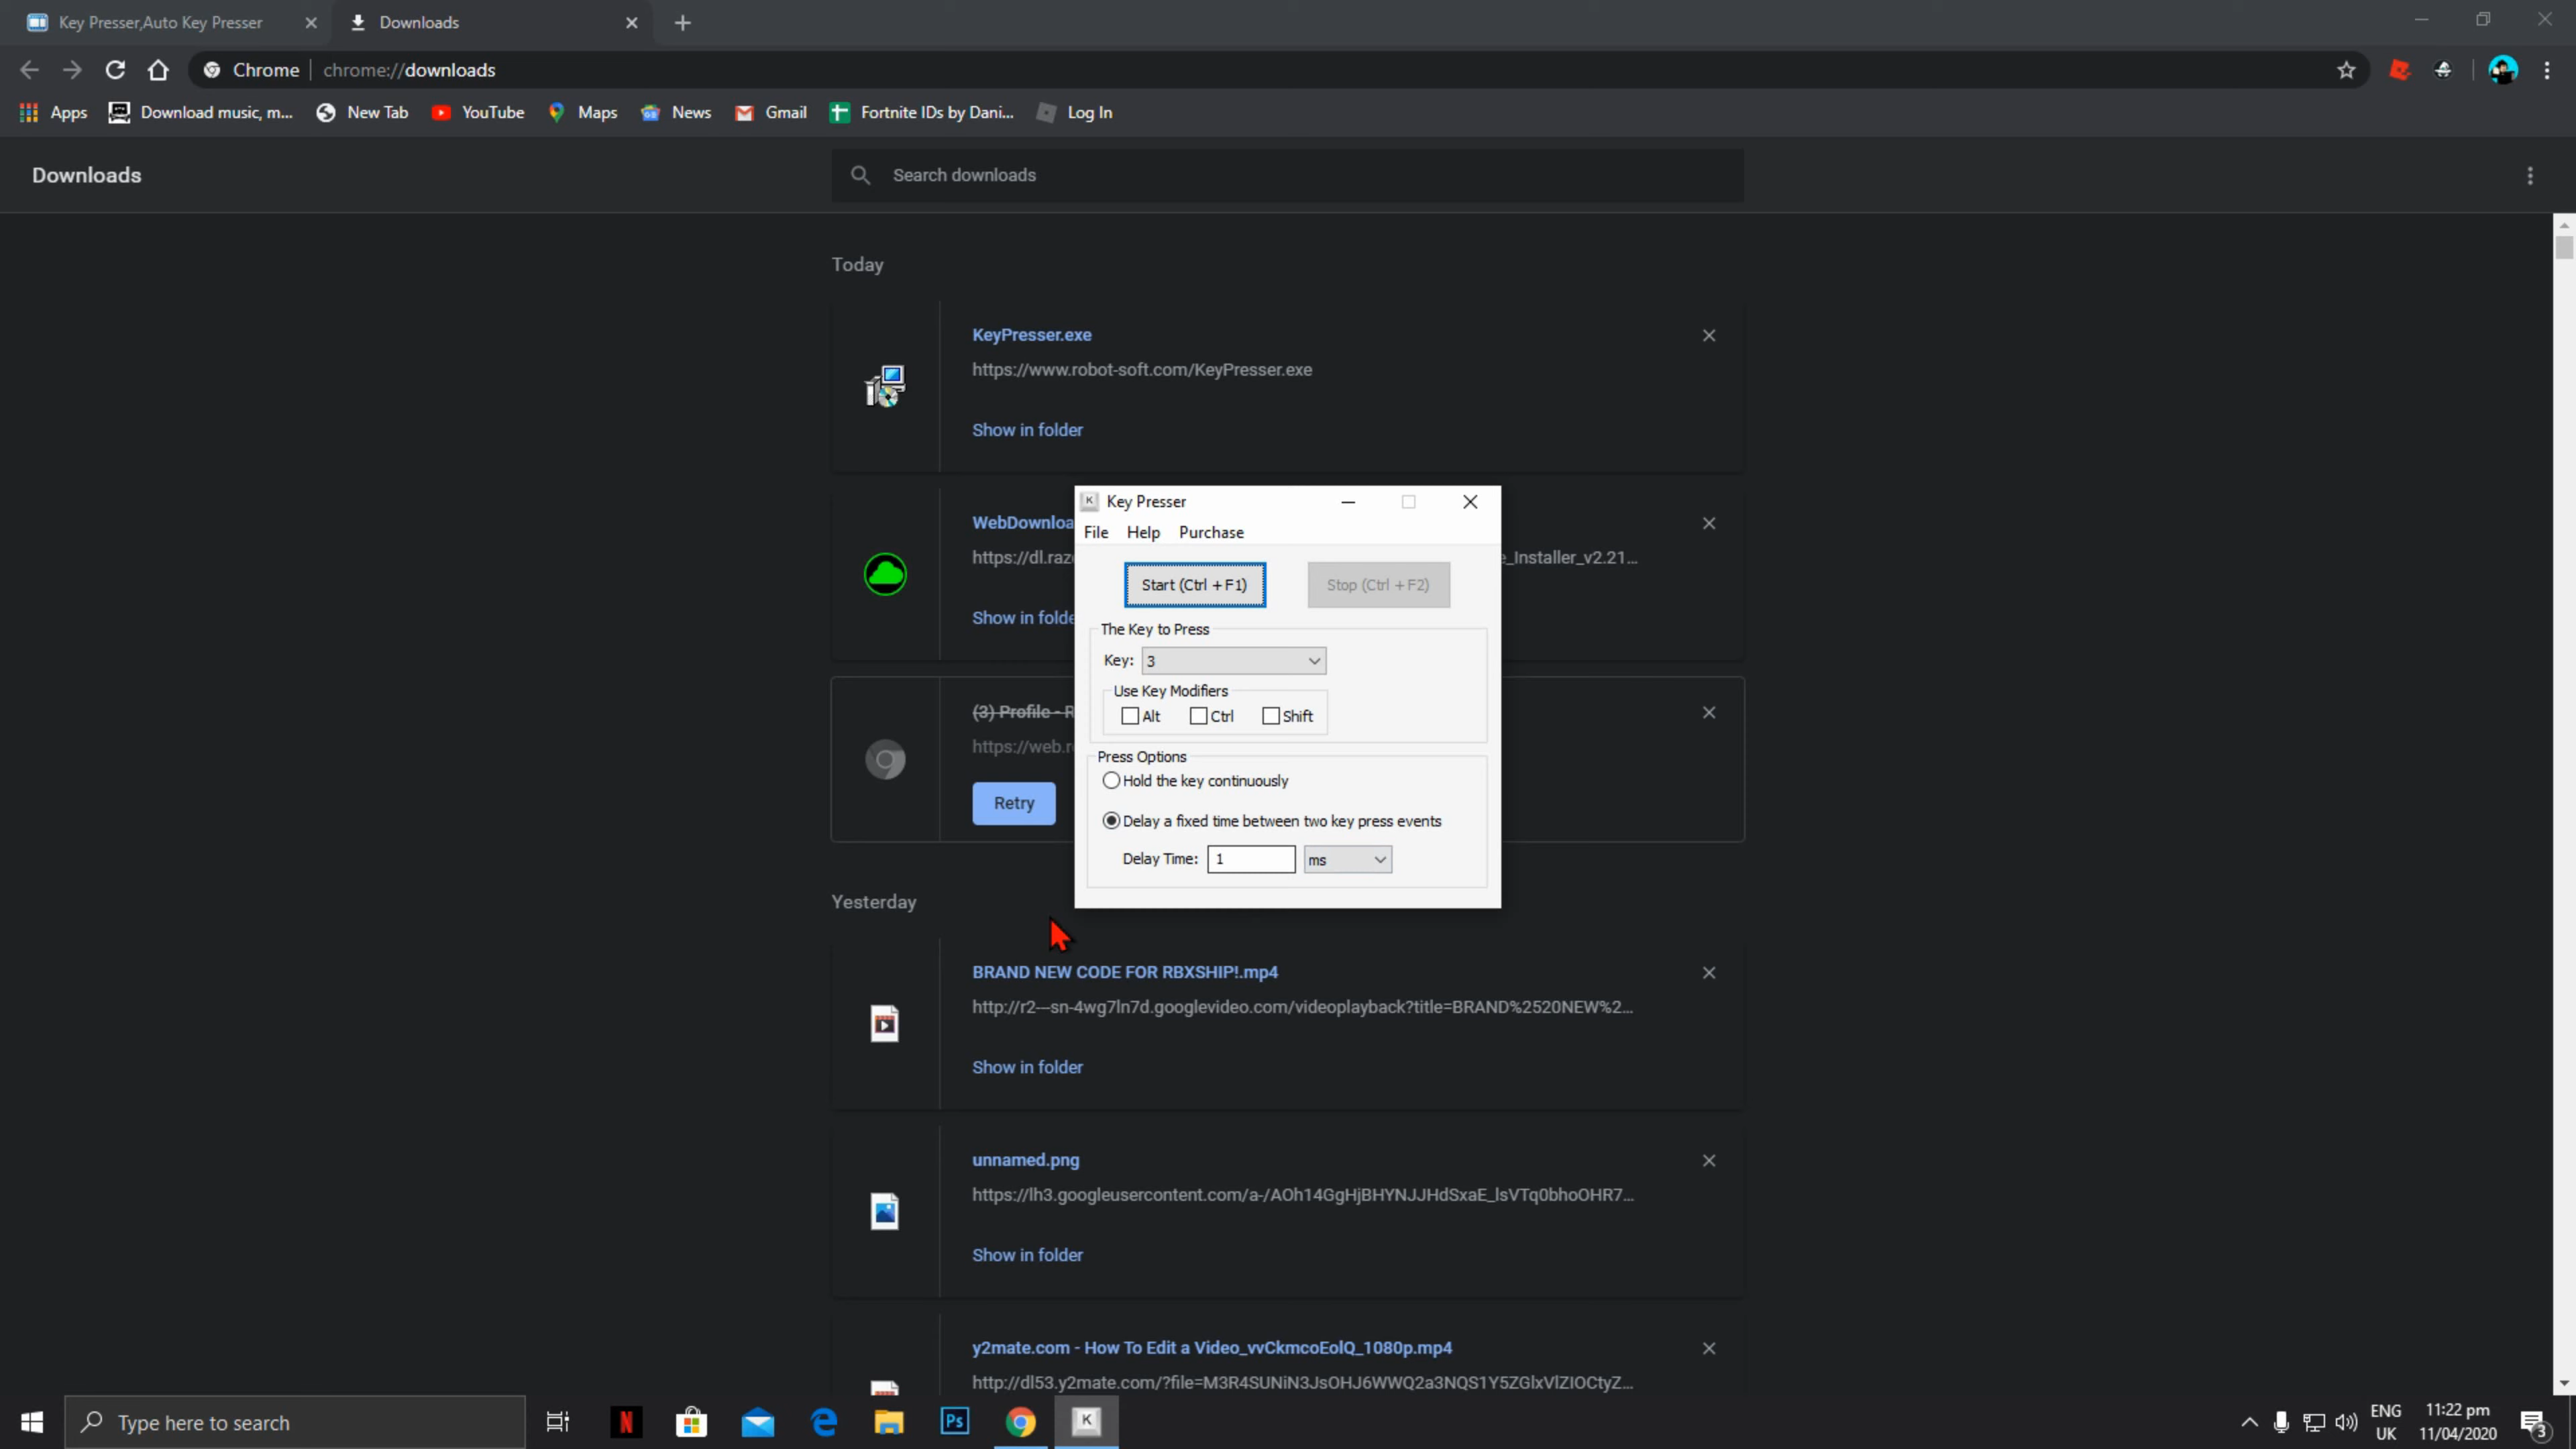 Key Presser,Auto Key Presser
Downloads
Chrome
chrome://downloads
Apps
Download music, m...
New Tab
YouTube
Maps
News
Gmail
Fortnite IDs by Dani...
Log In
Downloads
Search downloads
Today
KeyPresser.exe
https://www.robot-soft.com/KeyPresser.exe
Show in folder
WebDownloa
https://dl.raz
e_Installer_v2.21...
Show in folde
(3) Profile - R
https://web.r
Retry
Key Presser
File Help Purchase
Start (Ctrl + F1)
Stop (Ctrl + F2)
The Key to Press
Key: 3
Use Key Modifiers
Alt Ctrl Shift
Press Options
Hold the key continuously
Delay a fixed time between two key press events
Delay Time: 1 ms
Yesterday
BRAND NEW CODE FOR RBXSHIP!.mp4
http://r2---sn-4wg7ln7d.googlevideo.com/videoplayback?title=BRAND%2520NEW%2...
Show in folder
unnamed.png
https://lh3.googleusercontent.com/a-/AOh14GgHjBHYNJJHdSxaE_lsVTq0bhoOHR7...
Show in folder
y2mate.com - How To Edit a Video_vvCkmcoEolQ_1080p.mp4
http://dl53.y2mate.com/?file=M3R4SUNiN3JsOHJ6WWQ2a3NQS1Y5ZGlxVlZIOCtyZ...
Type here to search
N
Ps
K
ENG
UK
11:22 pm
11/04/2020
3